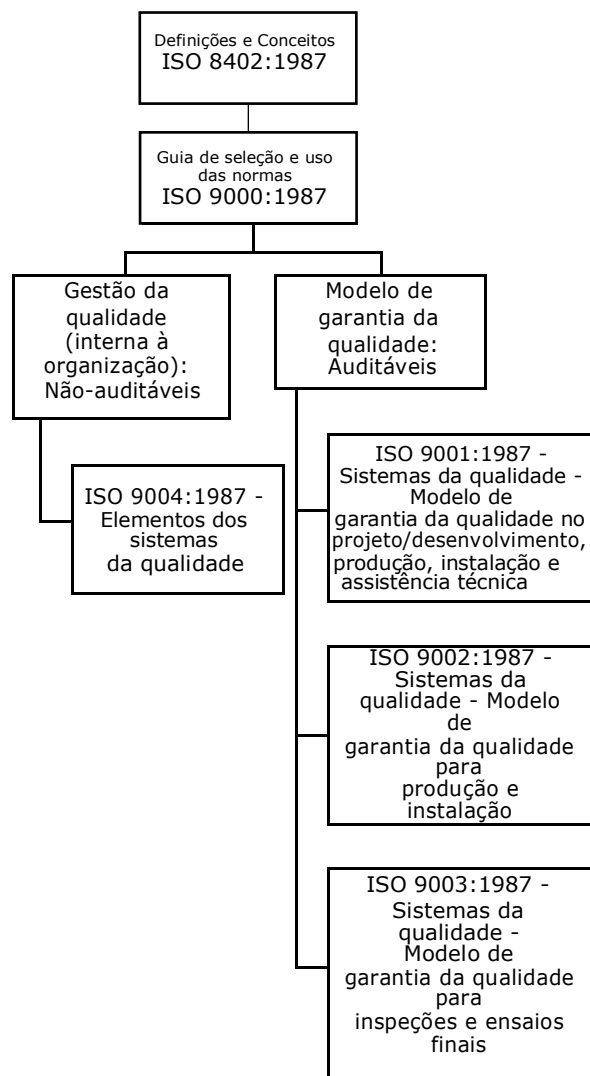 Definições e Conceitos
ISO 8402:1987
Guia de seleção e uso
das normas
ISO 9000:1987
Gestão da
qualidade
(interna à
organização):
Não-auditáveis
Modelo de
garantia da
qualidade:
Auditáveis
ISO 9004:1987 -
Elementos dos
sistemas
da qualidade
ISO 9001:1987 -
Sistemas da qualidade -
Modelo de
garantia da qualidade no
projeto/desenvolvimento,
produção, instalação e
assistência técnica
ISO 9002:1987 -
Sistemas da
qualidade - Modelo
de
garantia da qualidade
para
produção e
instalação
ISO 9003:1987 -
Sistemas da
qualidade -
Modelo de
garantia da qualidade
para
inspeções e ensaios
finais